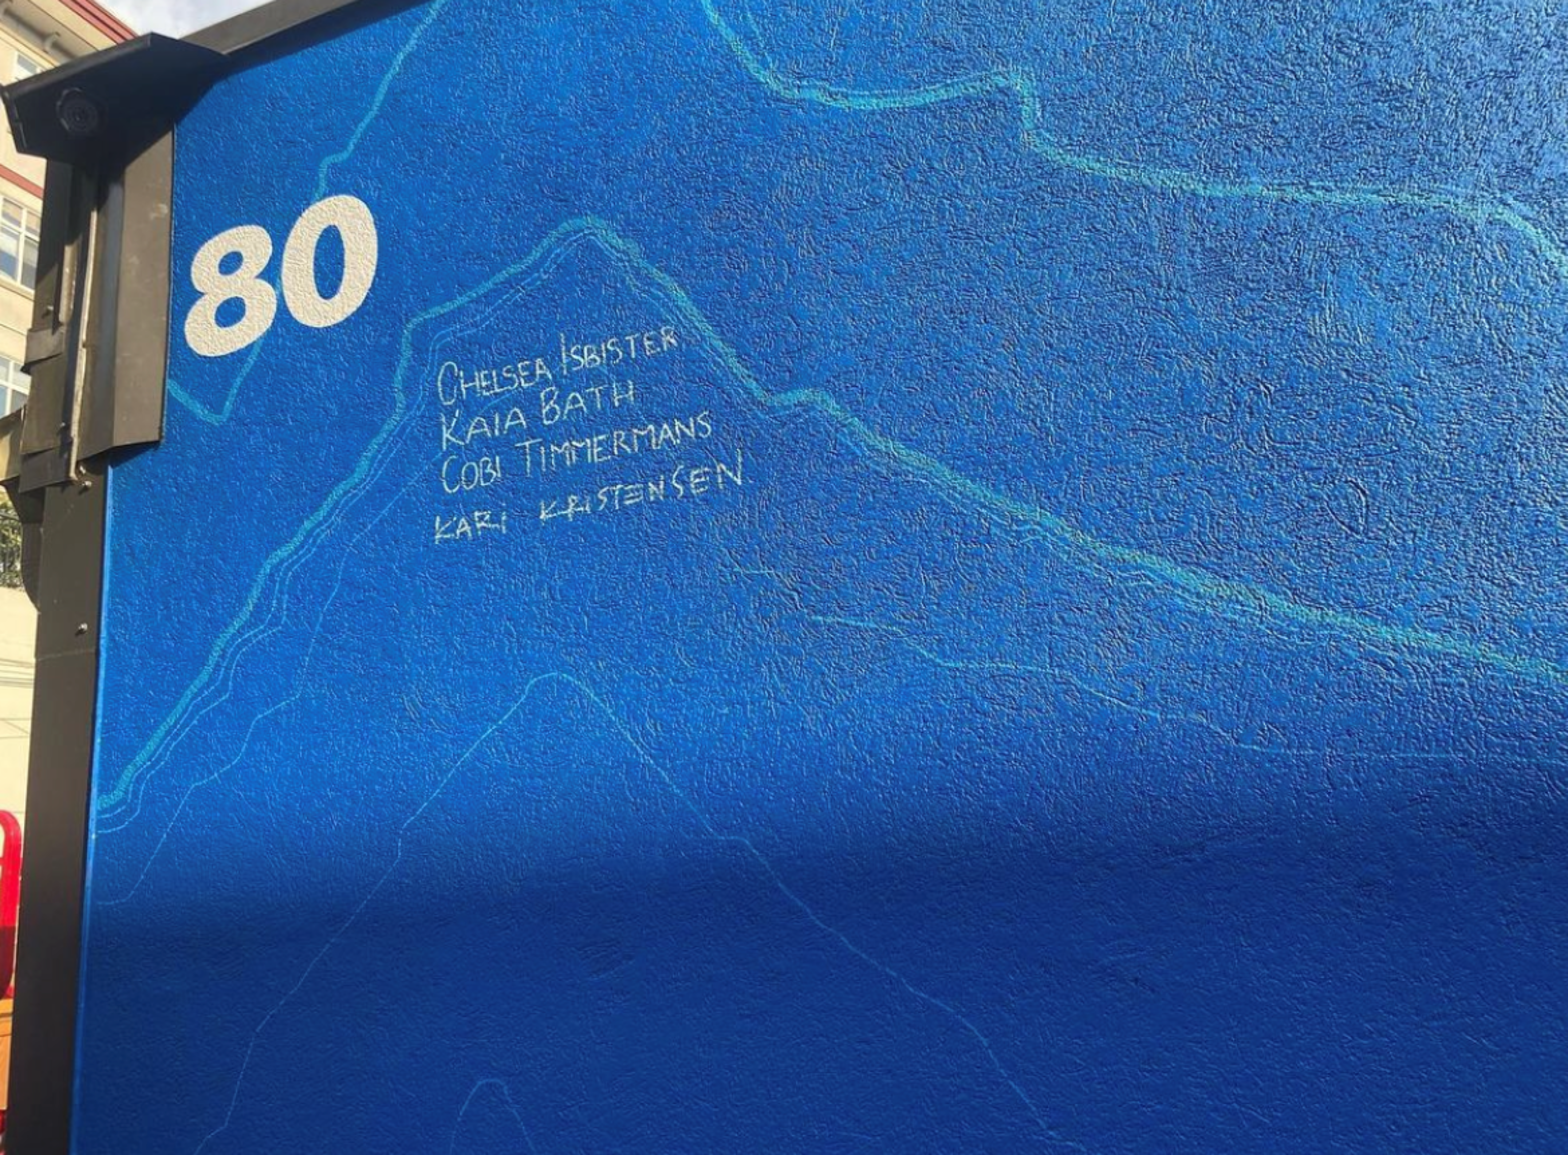 80
CHELSEA ISBISTER
KAIA BATH
COBI TIMMERMANS
KARI KRISTENSEN